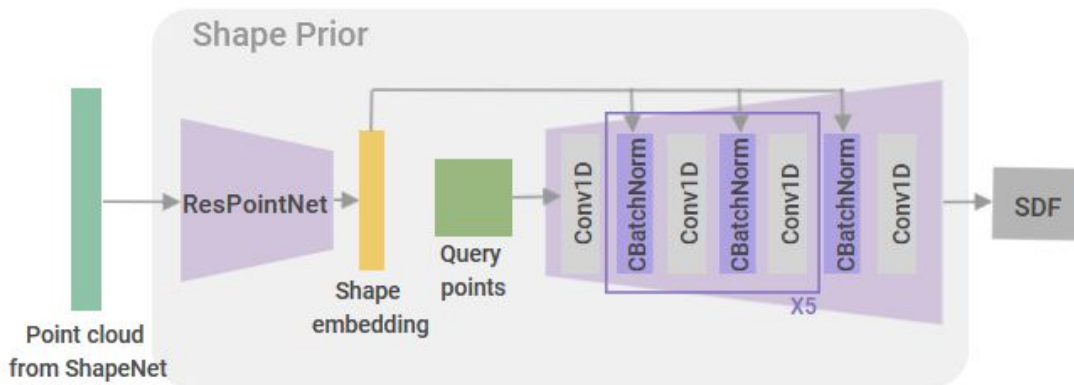 Shape Prior
Point cloud
from ShapeNet
ResPointNet
Shape
embedding
Query
points
Conv1D
CBatchNorm
Conv1D
CBatchNorm
Conv1D
X5
CBatchNorm
Conv1D
SDF